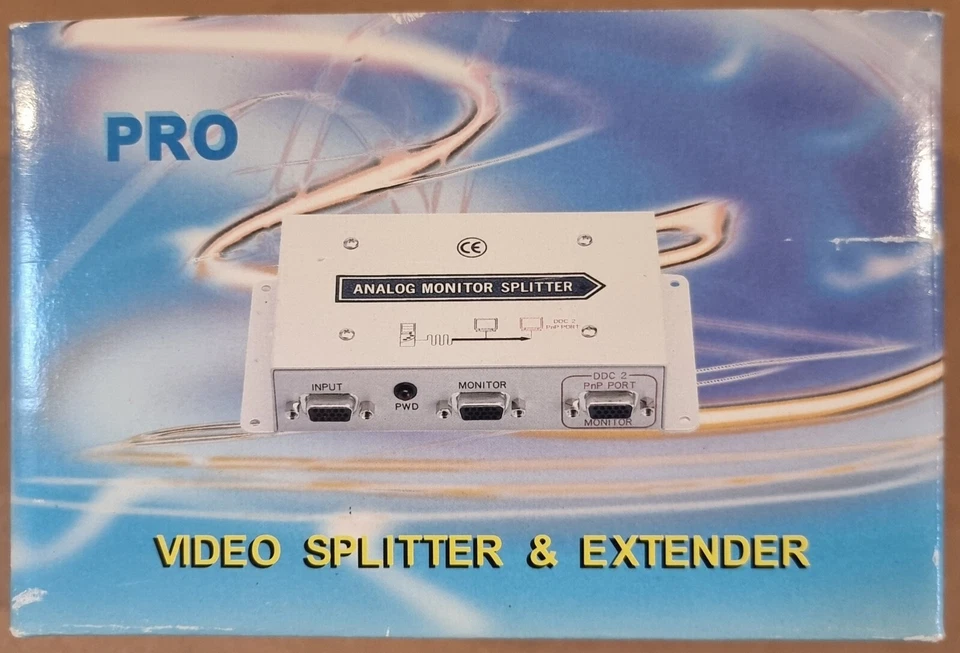 PRO
CE
ANALOG MONITOR SPLITTER
DDC 2
PnP PORT
INPUT
PWD
MONITOR
DDC 2
PnP PORT
MONITOR
VIDEO SPLITTER & EXTENDER